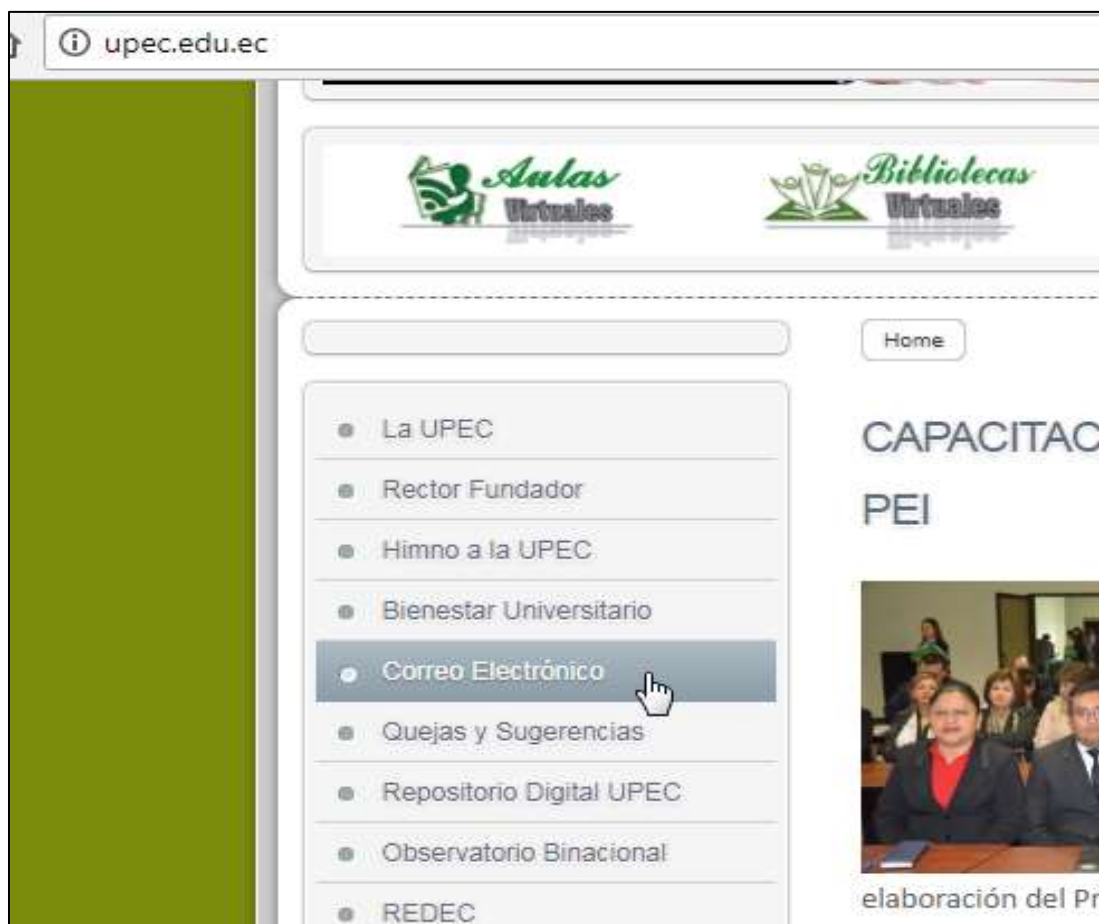 upec.edu.ec
Aulas
Virtuales
Bibliotecas
Virtuales
Home
La UPEC
Rector Fundador
Himno a la UPEC
Bienestar Universitario
Correo Electrónico
Quejas y Sugerencias
Repositorio Digital UPEC
Observatorio Binacional
REDEC
CAPACITAC
PEI
elaboración del Pr